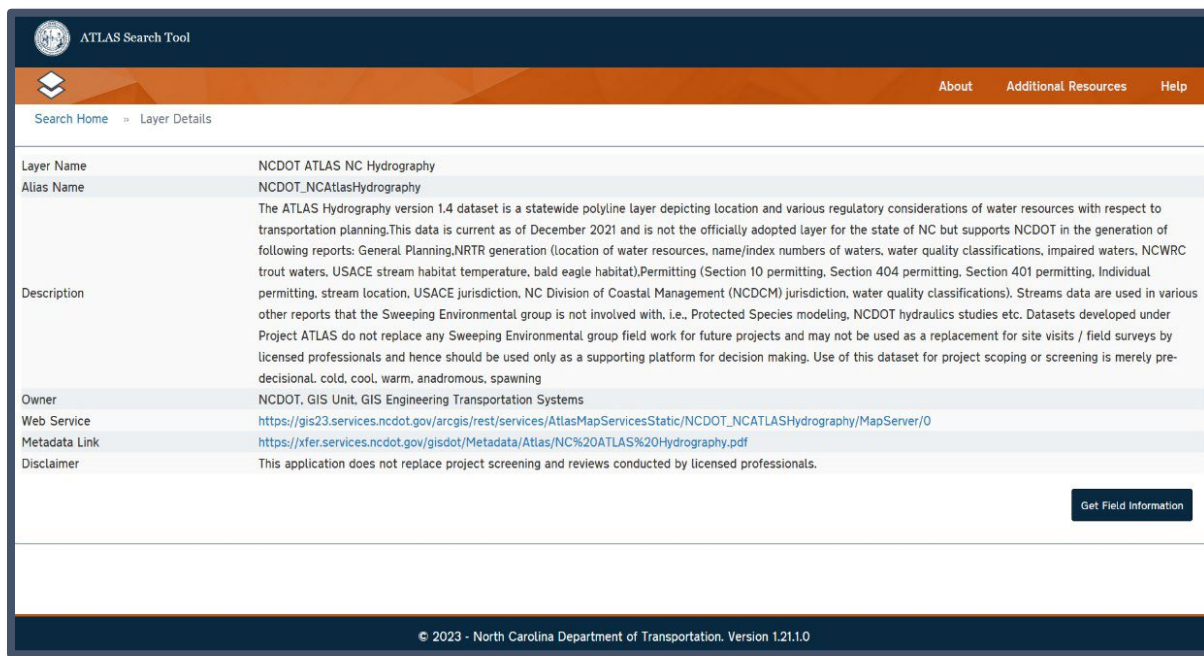 ATLAS Search Tool
About Additional Resources Help
Search Home » Layer Details
Layer Name NCDOT ATLAS NC Hydrography
Alias Name NCDOT_NCAtlasHydrography
The ATLAS Hydrography version 1.4 dataset is a statewide polyline layer depicting location and various regulatory considerations of water resources with respect to
transportation planning.This data is current as of December 2021 and is not the officially adopted layer for the state of NC but supports NCDOT in the generation of
following reports: General Planning,NRTR generation (location of water resources, name/index numbers of waters, water quality classifications, impaired waters, NCWRC
trout waters, USACE stream habitat temperature, bald eagle habitat).Permitting (Section 10 permitting, Section 404 permitting, Section 401 permitting, Individual
Description permitting, stream location, USACE jurisdiction, NC Division of Coastal Management (NCDCM) jurisdiction, water quality classifications). Streams data are used in various
other reports that the Sweeping Environmental group is not involved with, i.e., Protected Species modeling, NCDOT hydraulics studies etc. Datasets developed under
Project ATLAS do not replace any Sweeping Environmental group field work for future projects and may not be used as a replacement for site visits / field surveys by
licensed professionals and hence should be used only as a supporting platform for decision making. Use of this dataset for project scoping or screening is merely pre-
decisional. cold, cool, warm, anadromous, spawning
Owner NCDOT, GIS Unit, GIS Engineering Transportation Systems
Web Service https://gis23.services.ncdot.gov/arcgis/rest/services/AtlasMapServicesStatic/NCDOT_NCATLASHydrography/MapServer/0
Metadata Link https://xfer.services.ncdot.gov/gisdot/Metadata/Atlas/NC%20ATLAS%20Hydrography.pdf
Disclaimer This application does not replace project screening and reviews conducted by licensed professionals.
Get Field Information
© 2023 - North Carolina Department of Transportation. Version 1.21.1.0